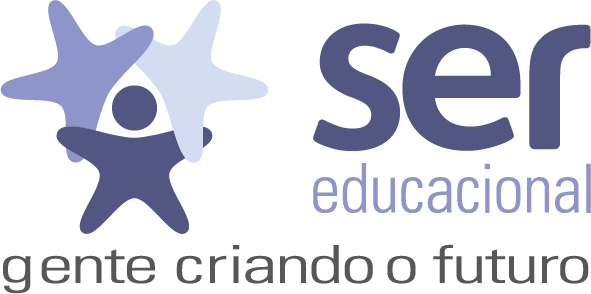 ser
educacional
gente criando o futuro